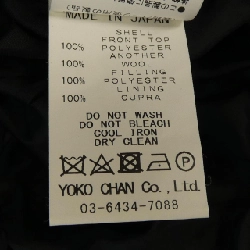 MADE IN JAPAN
SHELL
FRONT TOP
100% POLYESTER
ANOTHER
100% WOOL
FILLING
100% POLYESTER
LINING
100% CUPRA
DO NOT WASH
DO NOT BLEACH
COOL IRON
DRY CLEAN
YOKO CHAN Co., Ltd.
03-6434-7088